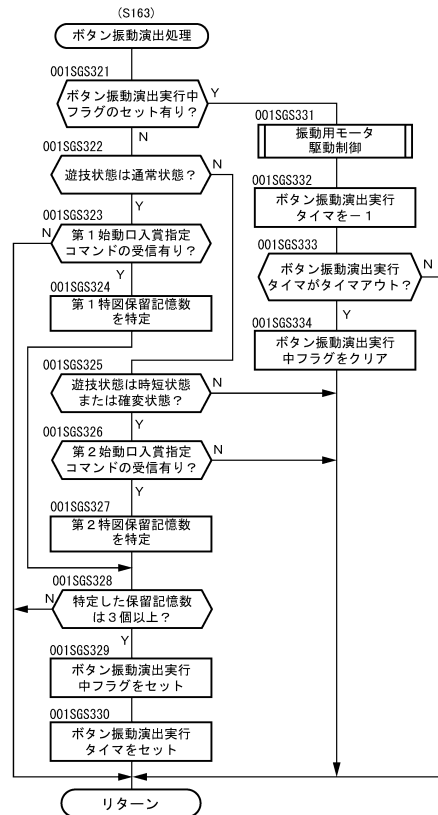 (S163)
ボタン振動演出処理
001SGS321
ボタン振動演出実行中
フラグのセット有り？
Y
N
001SGS322
遊技状態は通常状態？
N
Y
001SGS323
N
第１始動口入賞指定
コマンドの受信有り？
Y
001SGS324
第１特図保留記憶数
を特定
001SGS325
遊技状態は時短状態
または確変状態？
N
Y
001SGS326
第２始動口入賞指定
コマンドの受信有り？
N
Y
001SGS327
第２特図保留記憶数
を特定
001SGS328
N
特定した保留記憶数
は３個以上？
Y
001SGS329
ボタン振動演出実行
中フラグをセット
001SGS330
ボタン振動演出実行
タイマをセット
リターン
001SGS331
振動用モータ
駆動制御
001SGS332
ボタン振動演出実行
タイマを－１
001SGS333
ボタン振動演出実行
タイマがタイマアウト？
N
Y
001SGS334
ボタン振動演出実行
中フラグをクリア